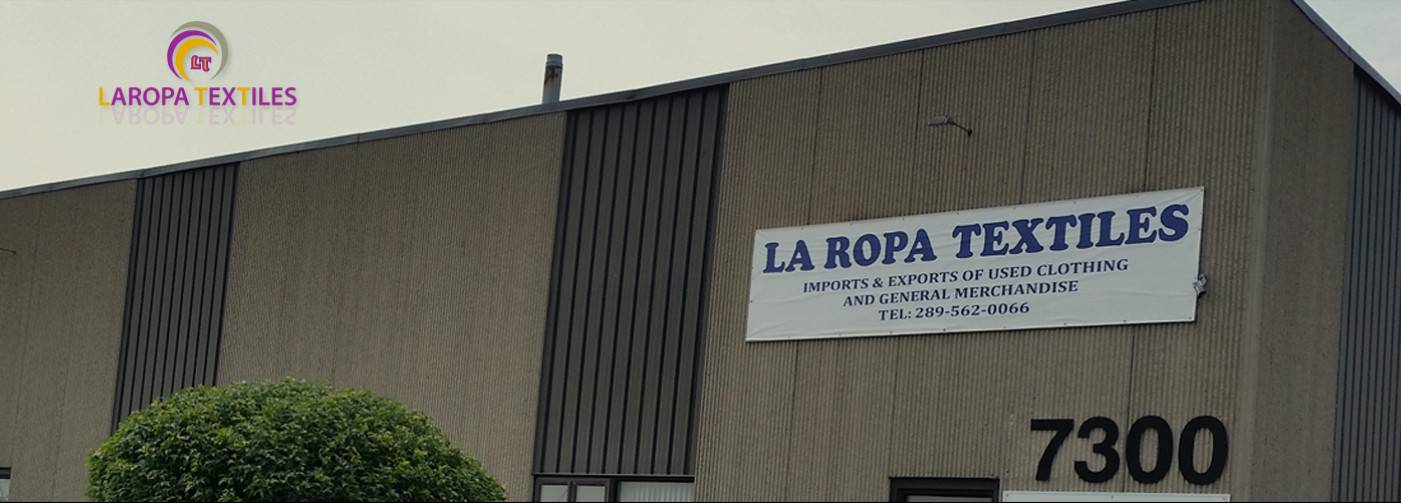 LT
LAROPA TEXTILES
LA ROPA TEXTILES
IMPORTS & EXPORTS OF USED CLOTHING
AND GENERAL MERCHANDISE
TEL: 289-562-0066
7300